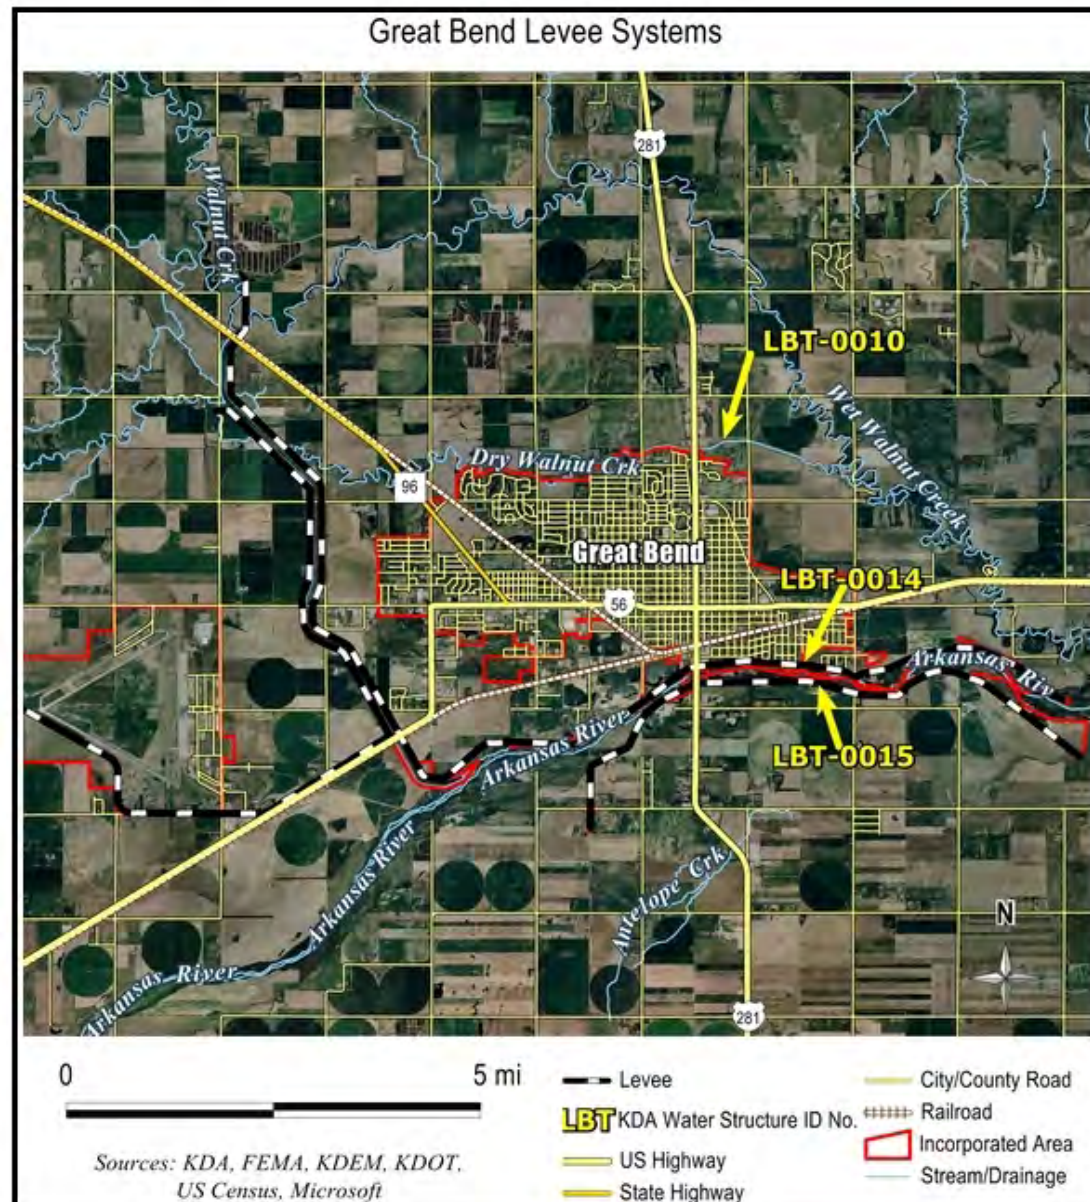 Great Bend Levee Systems
281
Walnut Crk
LBT-0010
Dry Walnut Crk
Wet Walnut Creek
96
Great Bend
LBT-0014
56
Arkansas Riv
Arkansas River
LBT-0015
Arkansas River
Antelope Crk
N
Arkansas River
Arkansas River
281
0 5 mi
Levee
LBT KDA Water Structure ID No.
US Highway
State Highway
City/County Road
Railroad
Incorporated Area
Stream/Drainage
Sources: KDA, FEMA, KDEM, KDOT,
US Census, Microsoft